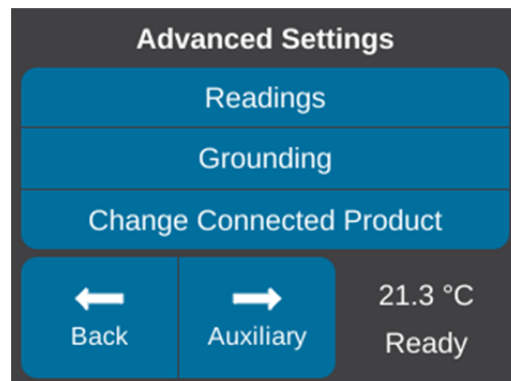 Advanced Settings
Readings
Grounding
Change Connected Product
Back
Auxiliary
21.3 °C
Ready